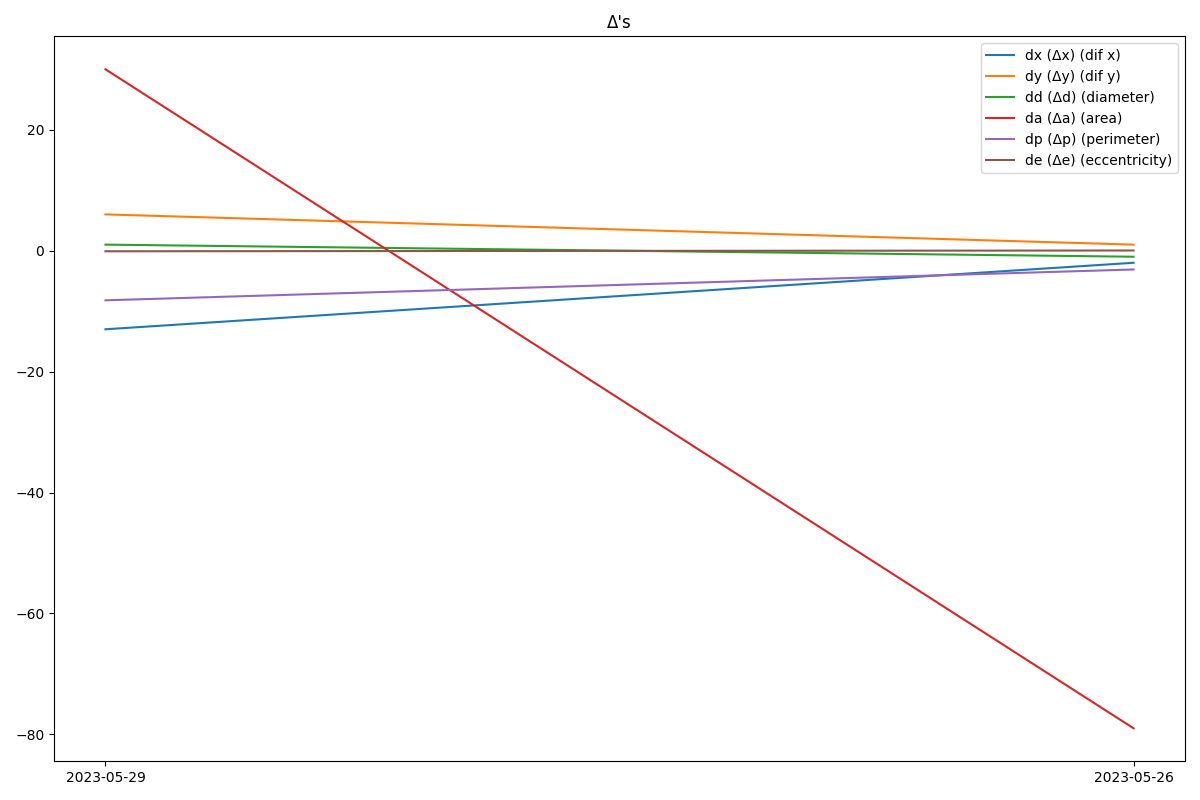 Δ's
dx (Δx) (dif x)
dy (Δy) (dif y)
dd (Δd) (diameter)
da (Δa) (area)
dp (Δp) (perimeter)
de (Δe) (eccentricity)
20
0
−20
−40
−60
−80
2023-05-29
2023-05-26